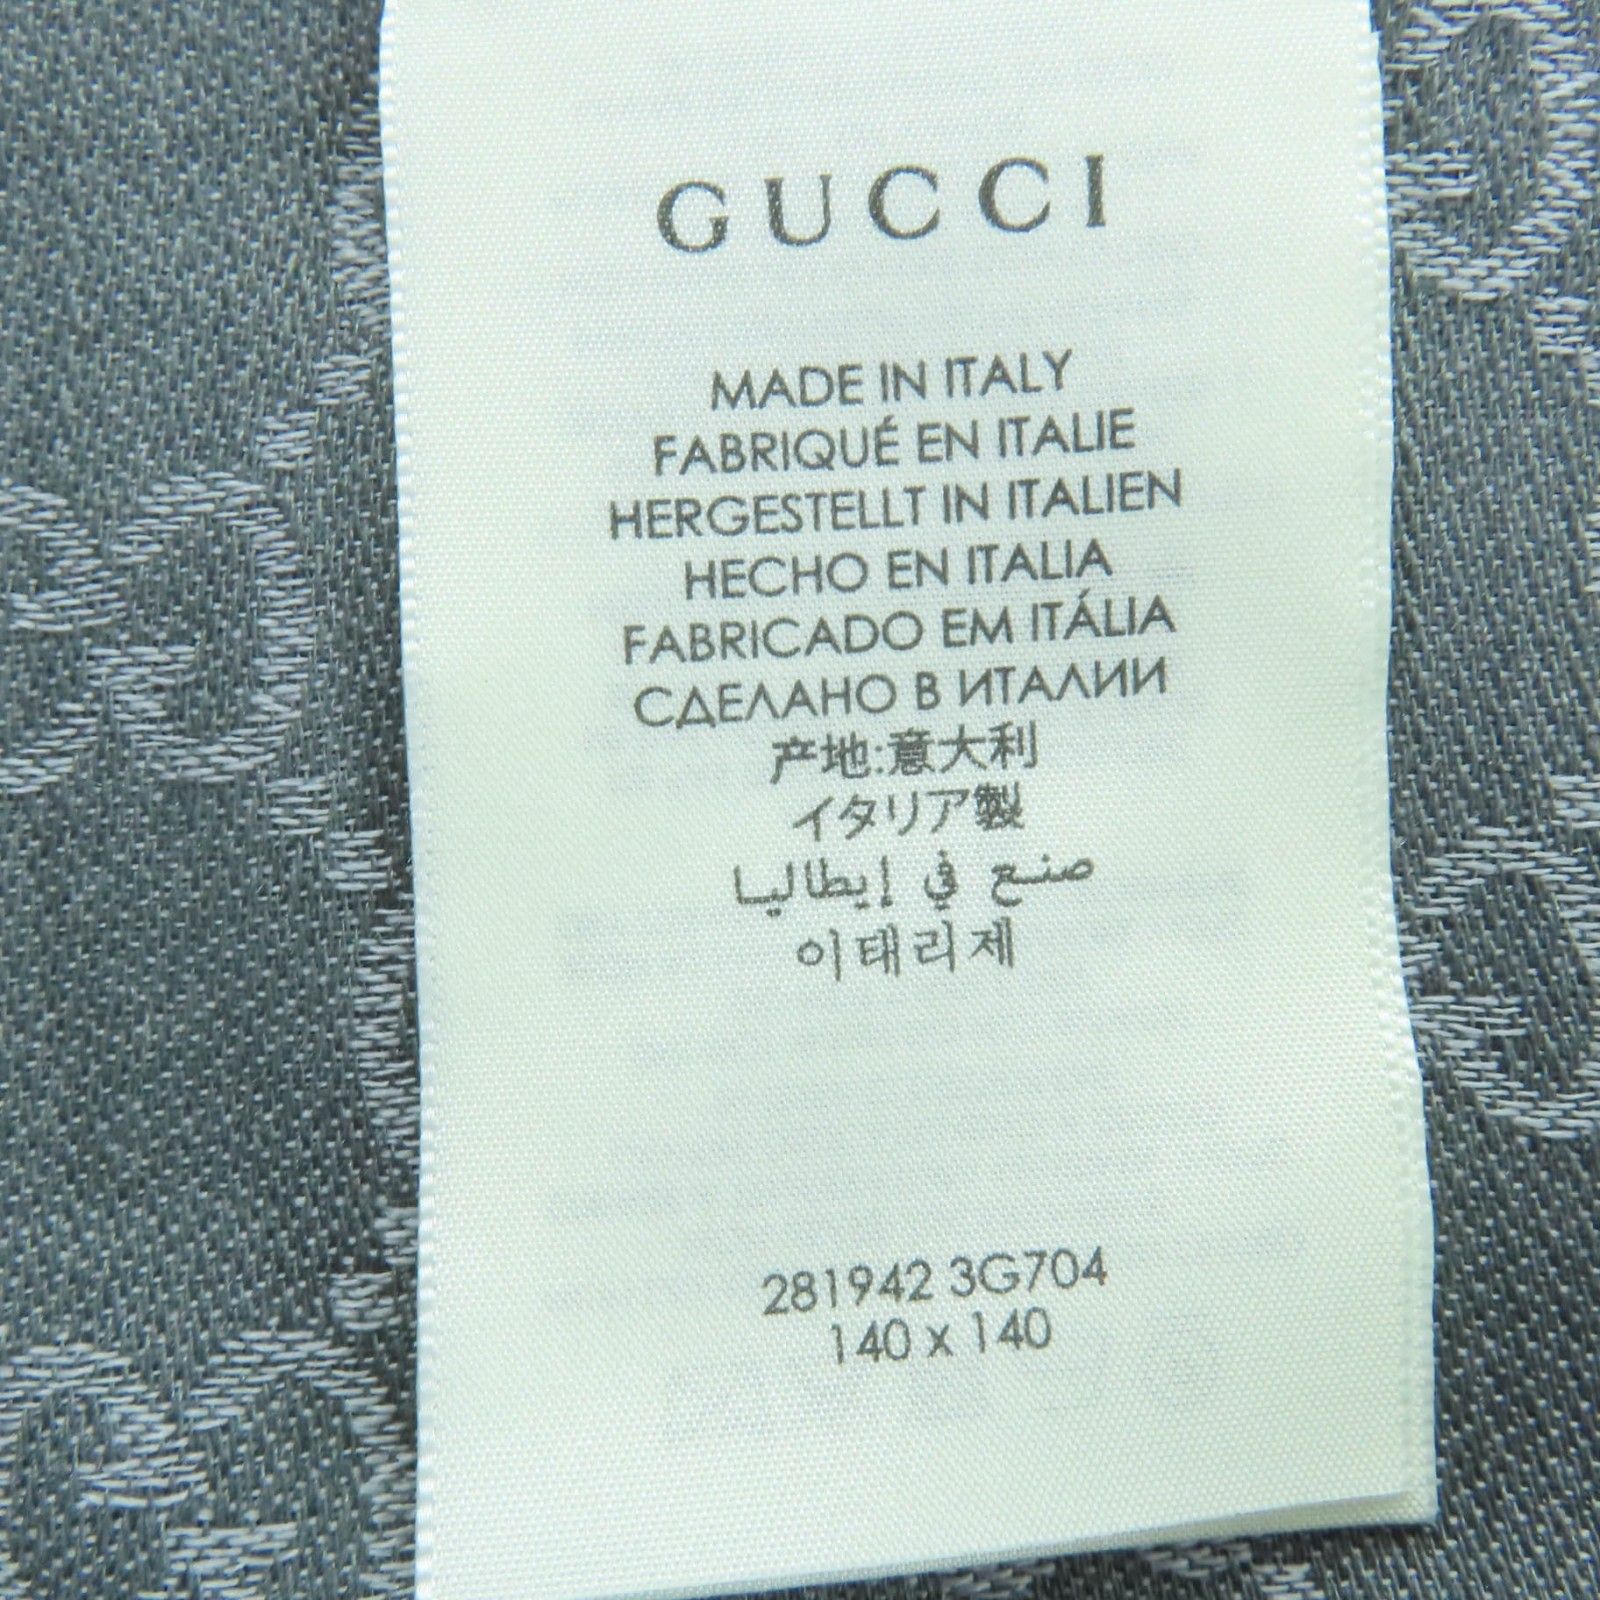 GUCCI
MADE IN ITALY
FABRIQUÉ EN ITALIE
HERGESTELLT IN ITALIEN
HECHO EN ITALIA
FABRICADO EM ITÁLIA
СДЕЛАНО В ИТАЛИИ
产地:意大利
イタリア製
صنع في إيطاليا
이태리제
281942 3G704
140 x 140